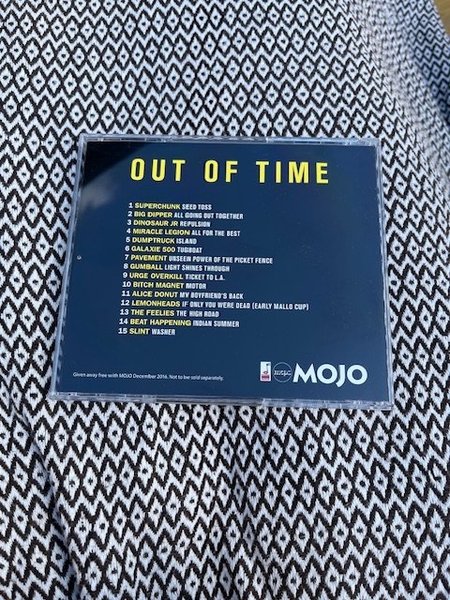 OUT OF TIME
1 SUPERCHUNK SEED TOSS
2 BIG DIPPER ALL GOING OUT TOGETHER
3 DINOSAUR JR REPULSION
4 MIRACLE LEGION ALL FOR THE BEST
5 DUMPTRUCK ISLAND
6 GALAXIE 500 TUGBOAT
7 PAVEMENT UNSEEN POWER OF THE PICKET FENCE
8 GUMBALL LIGHT SHINES THROUGH
9 URGE OVERKILL TICKET TO L.A.
10 BITCH MAGNET MOTOR
11 ALICE DONUT MY BOYFRIEND'S BACK
12 LEMONHEADS IF ONLY YOU WERE DEAD (EARLY MALLO CUP)
13 THE FEELIES THE HIGH ROAD
14 BEAT HAPPENING INDIAN SUMMER
15 SLINT WASHER
Given away free with MOJO December 2016. Not to be sold separately.
MOJO